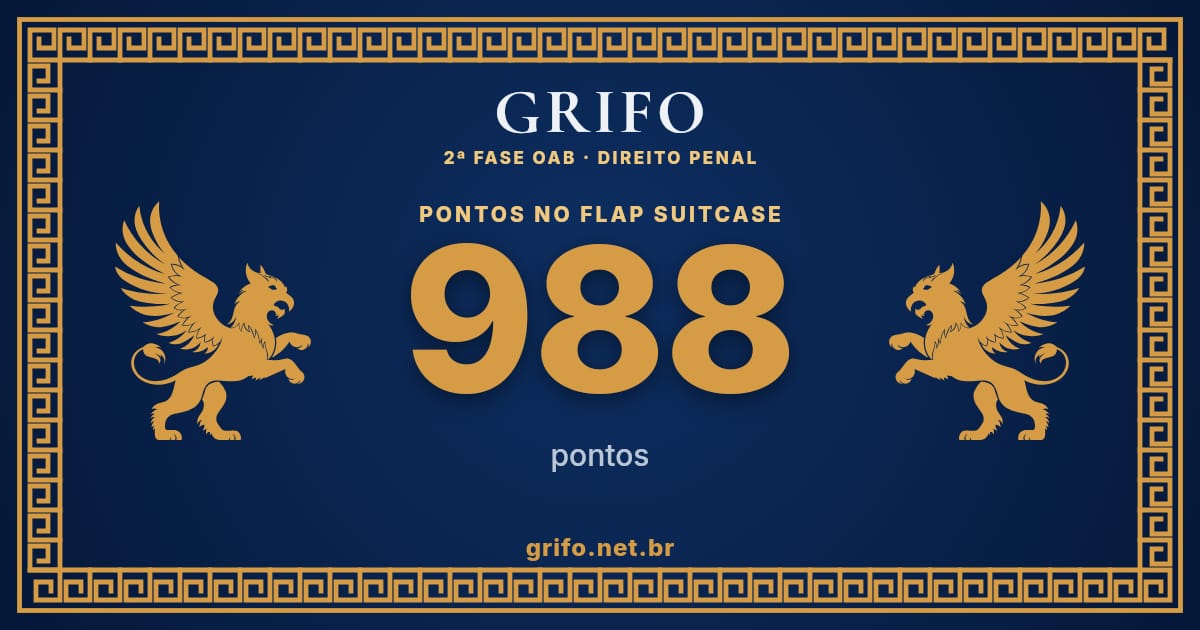 GRIFO
2ª FASE OAB · DIREITO PENAL
PONTOS NO FLAP SUITCASE
988
pontos
grifo.net.br